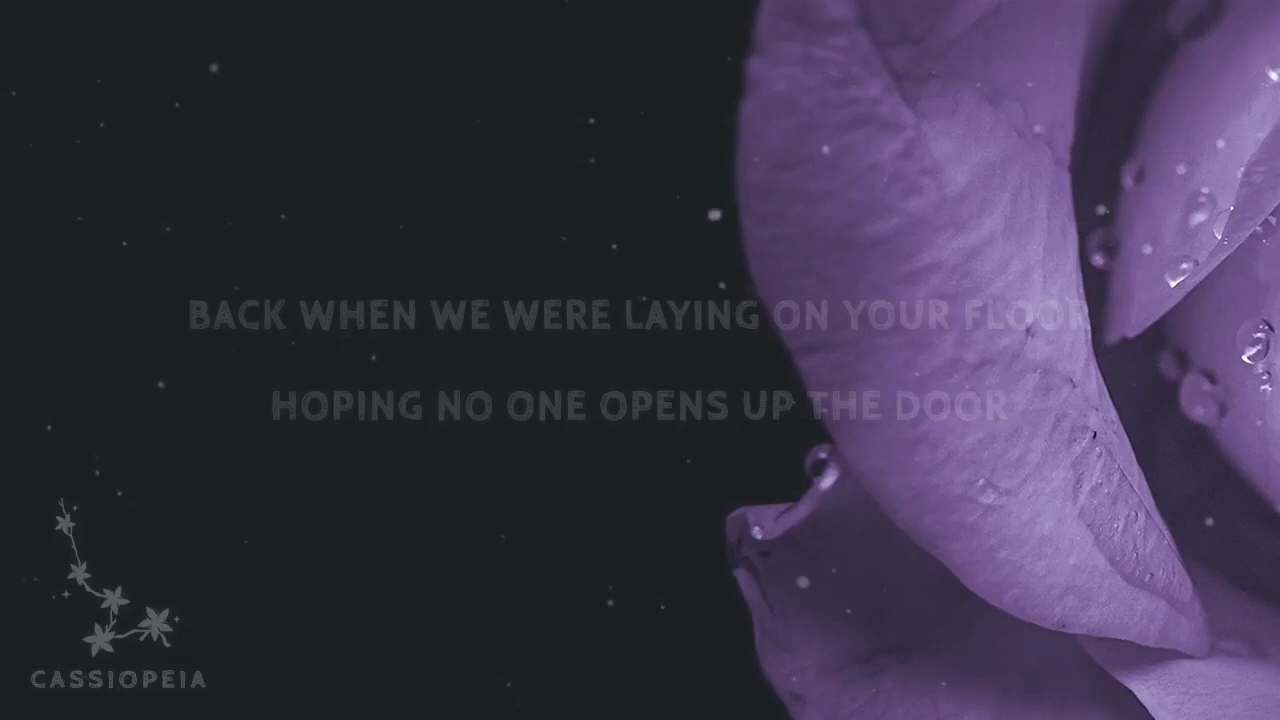 BACK WHEN WE WERE LAYING ON YOUR FLOOR
HOPING NO ONE OPENS UP THE DOOR
CASSIOPEIA